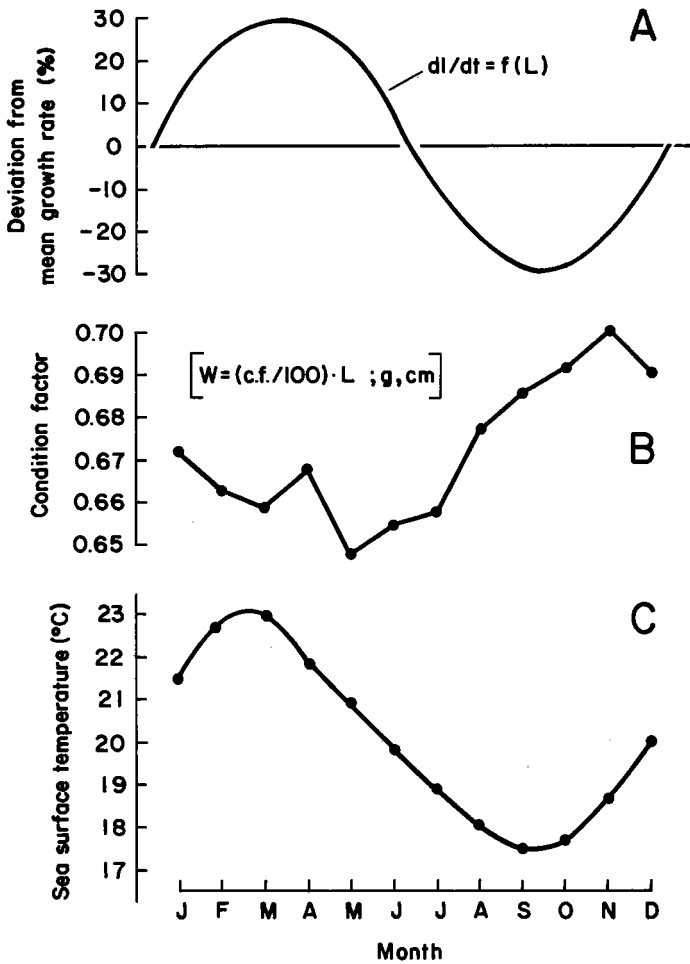 A
Deviation from
mean growth rate (%)
30
20
10
0
-10
-20
-30
dl/dt = f(L)
B
Condition factor
0.70
0.69
0.68
0.67
0.66
0.65
[W = (c.f./100)· L ; g, cm]
C
Sea surface temperature (°C)
23
22
21
20
19
18
17
J F M A M J J A S O N D
Month